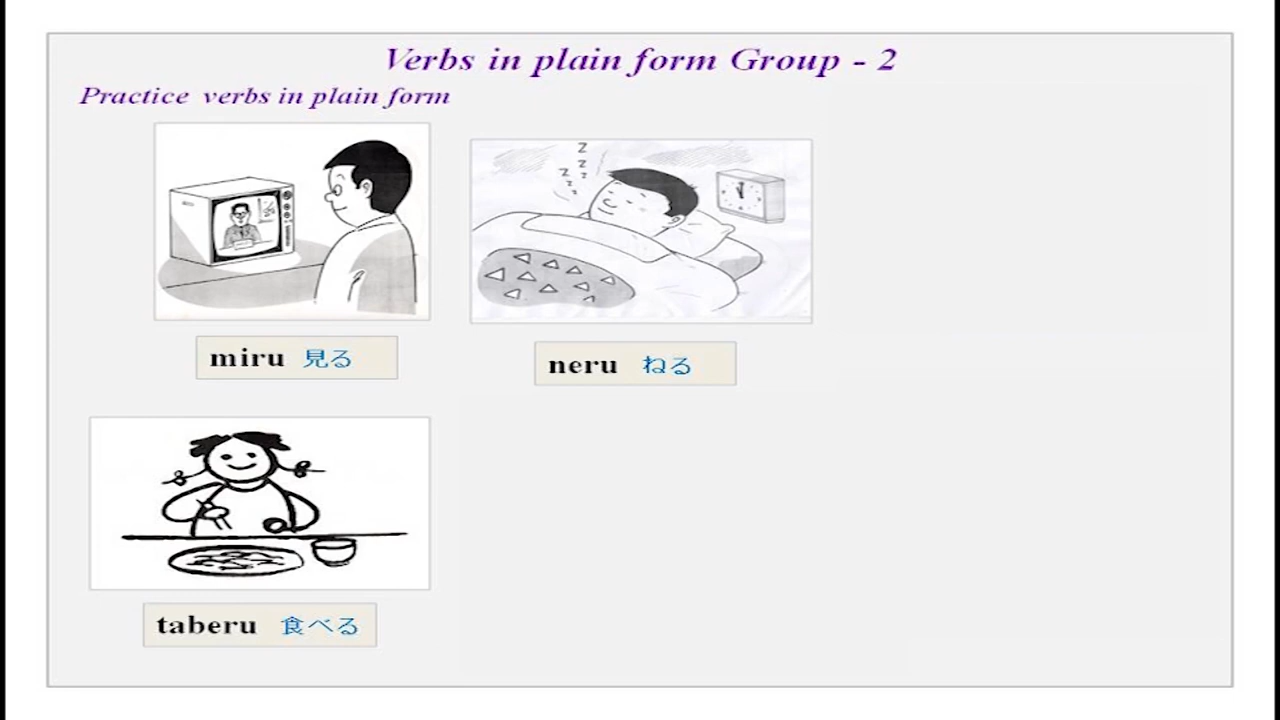 Verbs in plain form Group - 2
Practice verbs in plain form
z
z
z
z
z
z
miru 見る
neru ねる
taberu 食べる